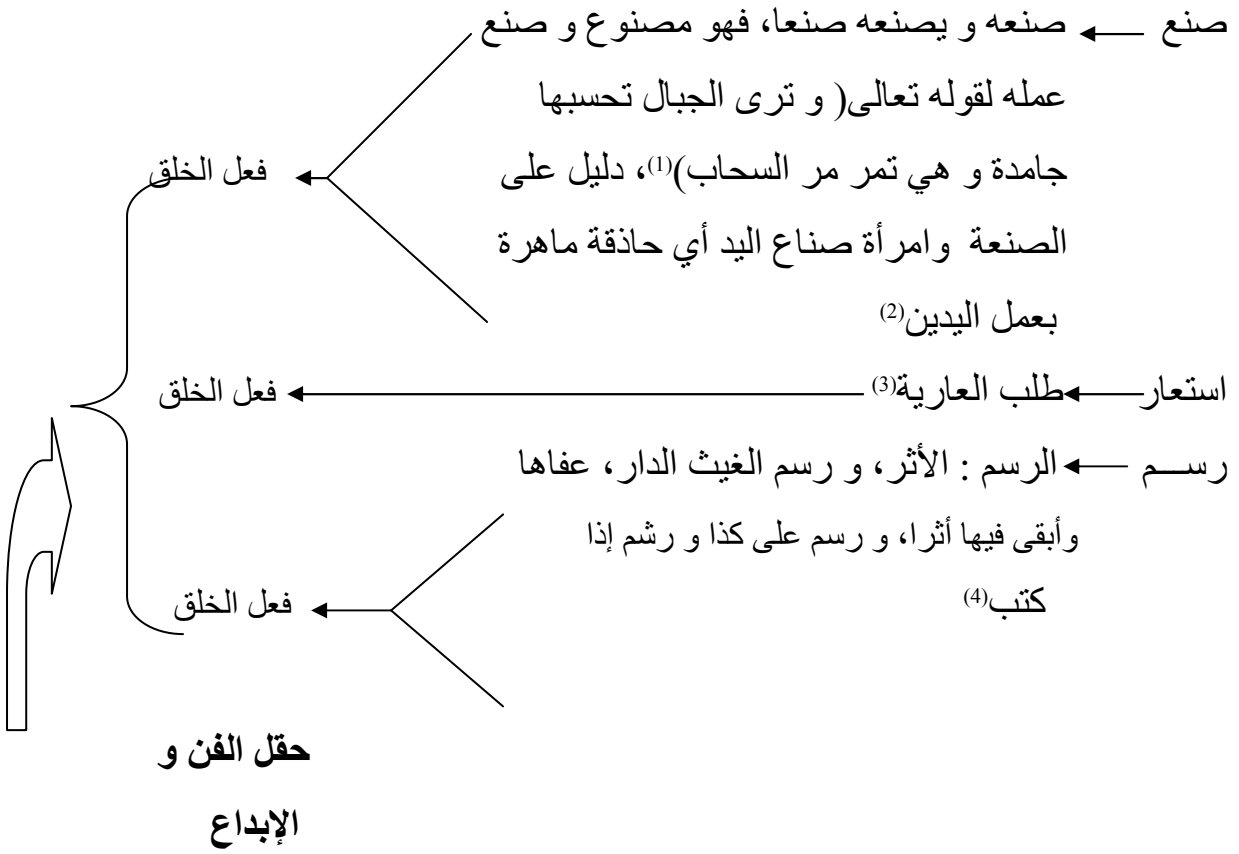 صنع صنعه و يصنعه صنعا، فهو مصنوع و صنع
عمله لقوله تعالى( و ترى الجبال تحسبها
جامدة و هي تمر مر السحاب)(1)، دليل على
فعل الخلق
الصنعة وامرأة صناع اليد أي حاذقة ماهرة
بعمل اليدين(2)
استعار طلب العارية(3) فعل الخلق
رســم الرسم : الأثر، و رسم الغيث الدار، عفاها
وأبقى فيها أثرا، و رسم على كذا و رشم إذا
كتب(4) فعل الخلق
حقل الفن و
الإبداع